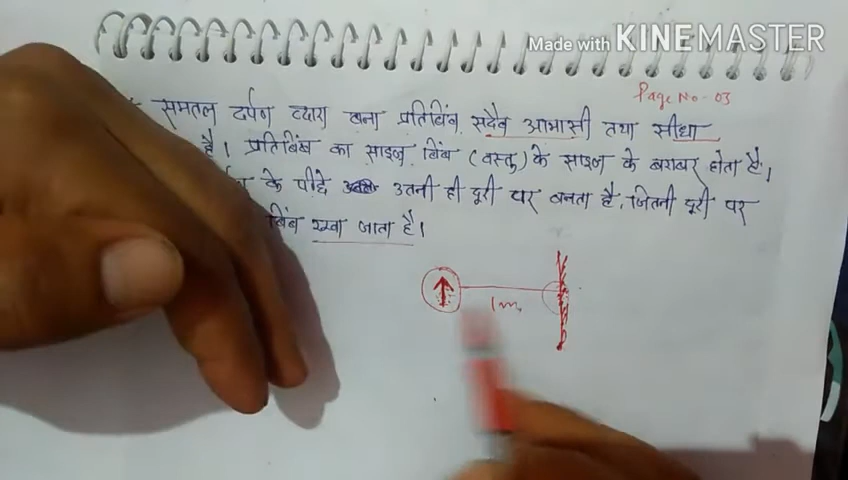 Made with KINEMASTER
Page No - 03
समतल दर्पण व्दारा बना प्रतिबिंब सदैव आभासी तथा सीधा
है। प्रतिबिंब का साइज बिंब (वस्तु) के साइज के बराबर होता है।
के पीछे उतनी ही दूरी पर बनता है, जितनी दूरी पर
बिंब रखा जाता है।
1m